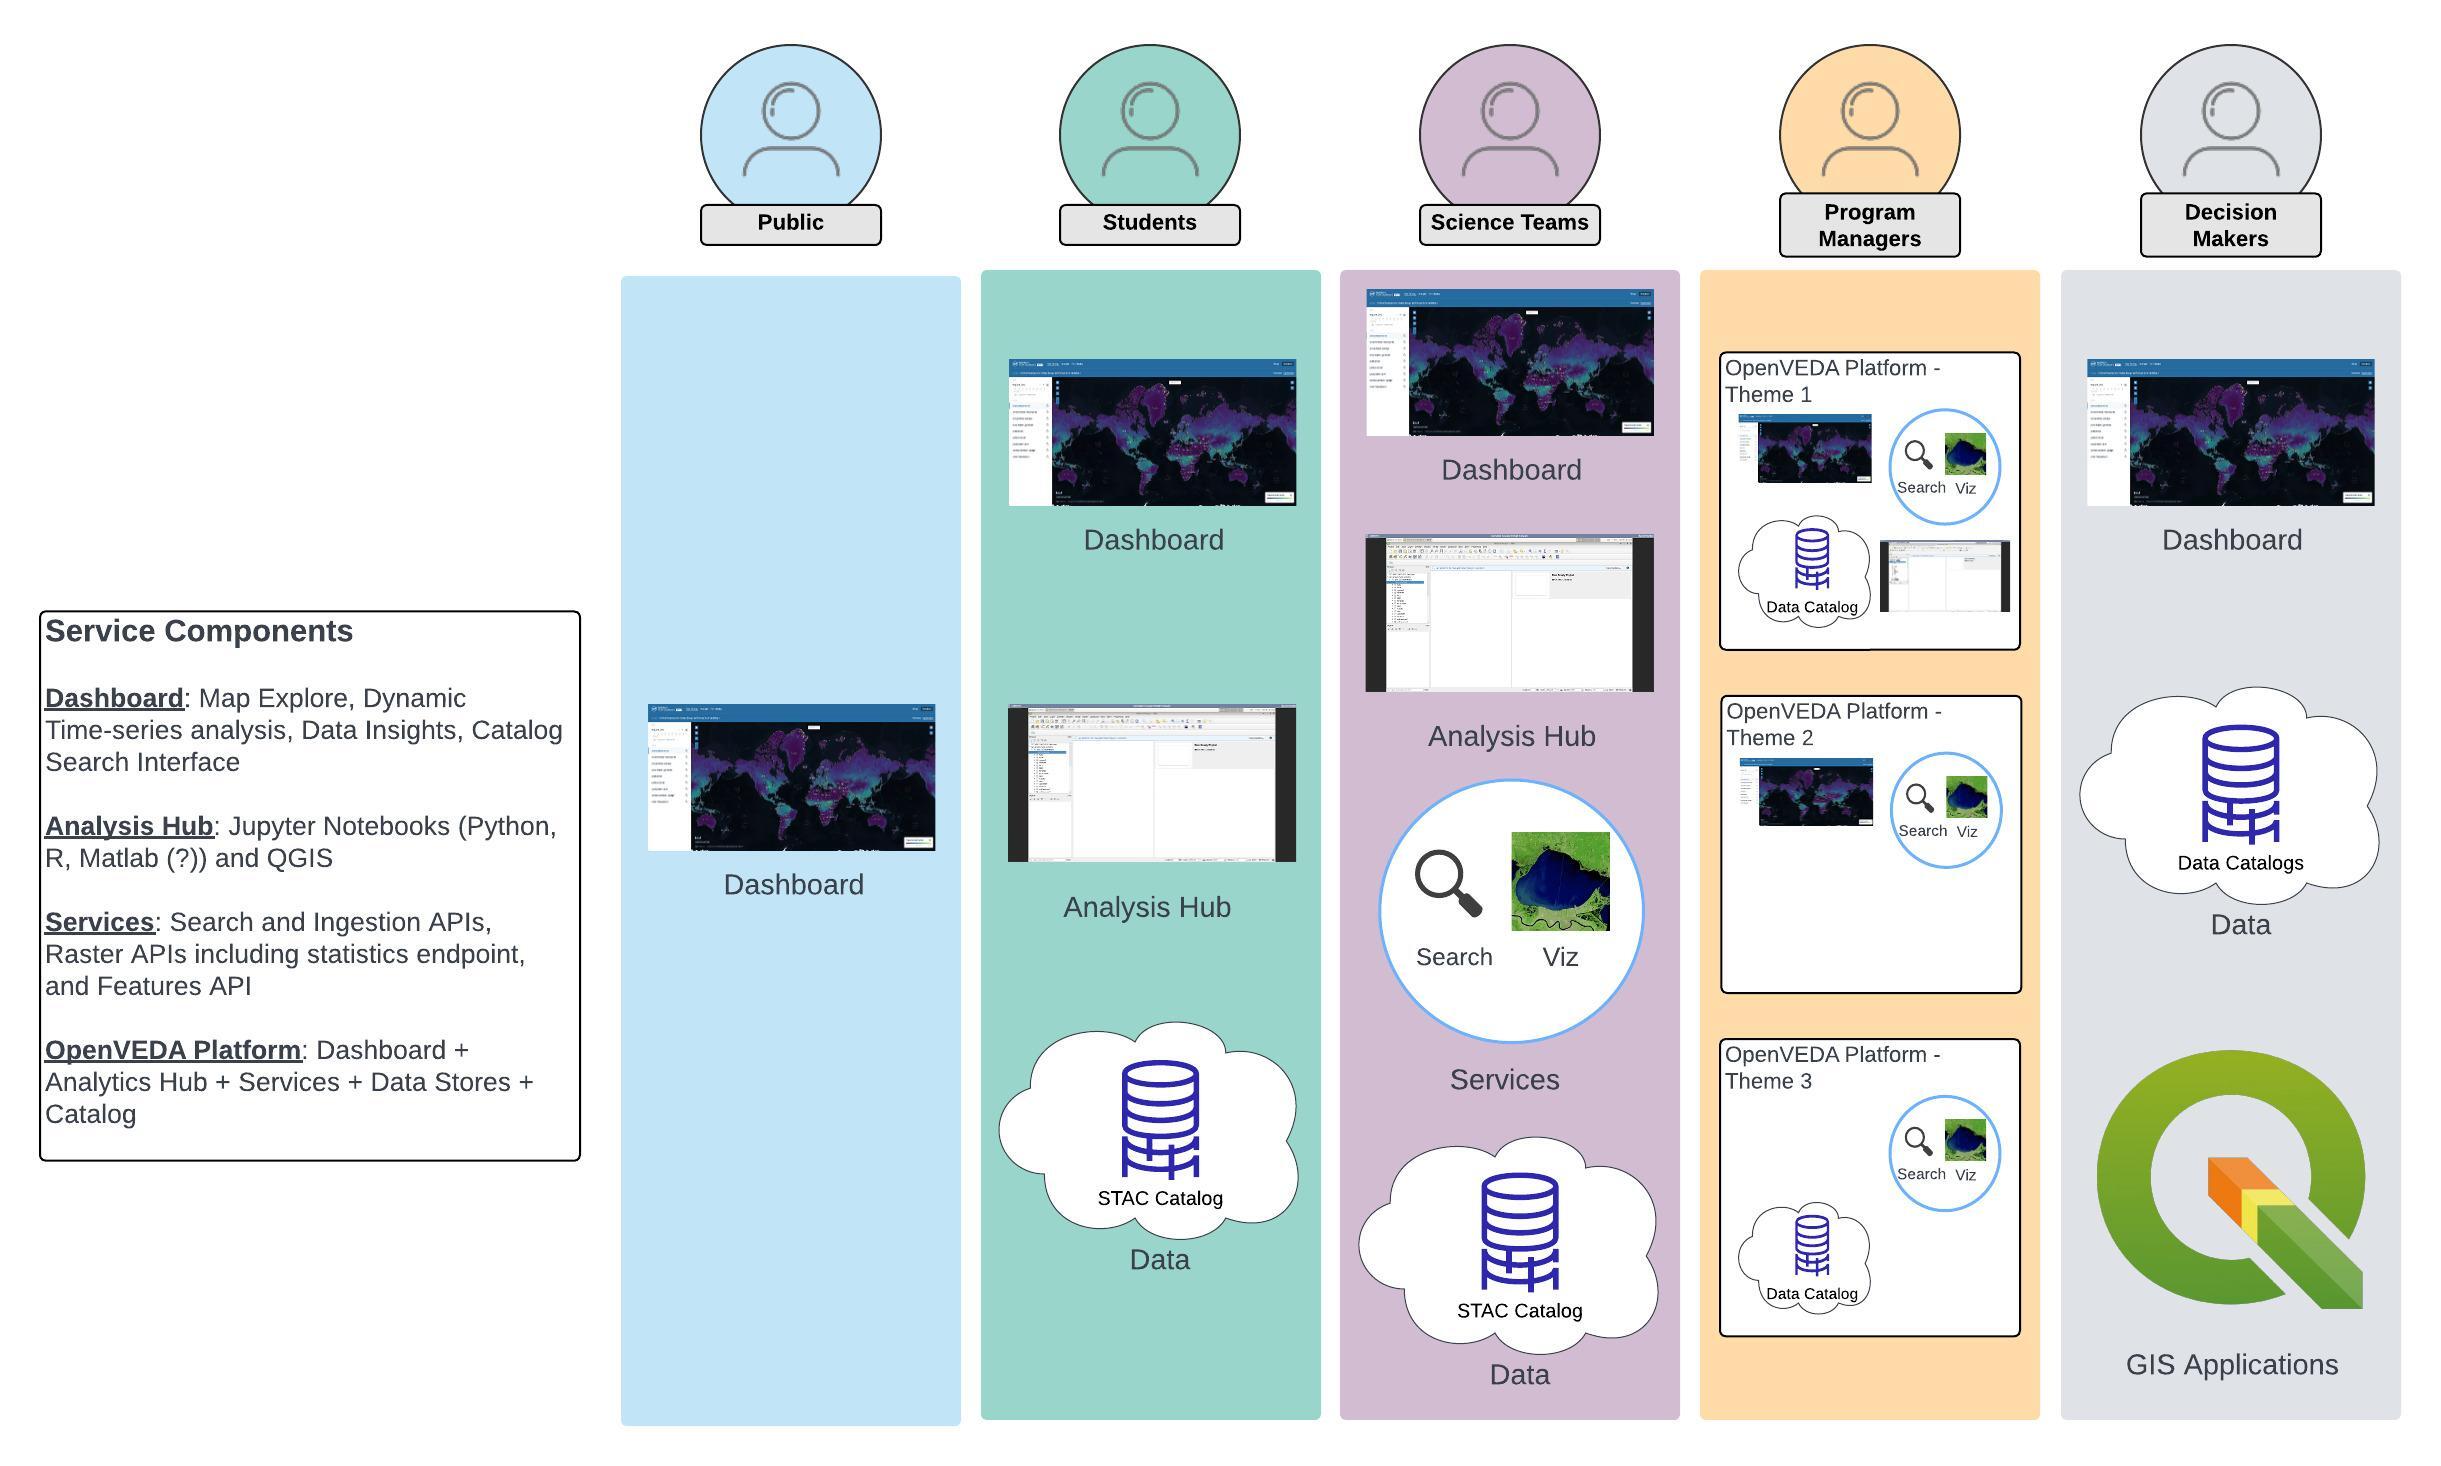 Public
Students
Science Teams
Program
Managers
Decision
Makers
Service Components
Dashboard: Map Explore, Dynamic
Time-series analysis, Data Insights, Catalog
Search Interface
Analysis Hub: Jupyter Notebooks (Python,
R, Matlab (?)) and QGIS
Services: Search and Ingestion APIs,
Raster APIs including statistics endpoint,
and Features API
OpenVEDA Platform: Dashboard +
Analytics Hub + Services + Data Stores +
Catalog
Dashboard
Dashboard
Analysis Hub
STAC Catalog
Data
Dashboard
Analysis Hub
Search Viz
Services
STAC Catalog
Data
OpenVEDA Platform -
Theme 1
Search Viz
Data Catalog
OpenVEDA Platform -
Theme 2
Search Viz
OpenVEDA Platform -
Theme 3
Search Viz
Data Catalog
Dashboard
Data Catalogs
Data
GIS Applications